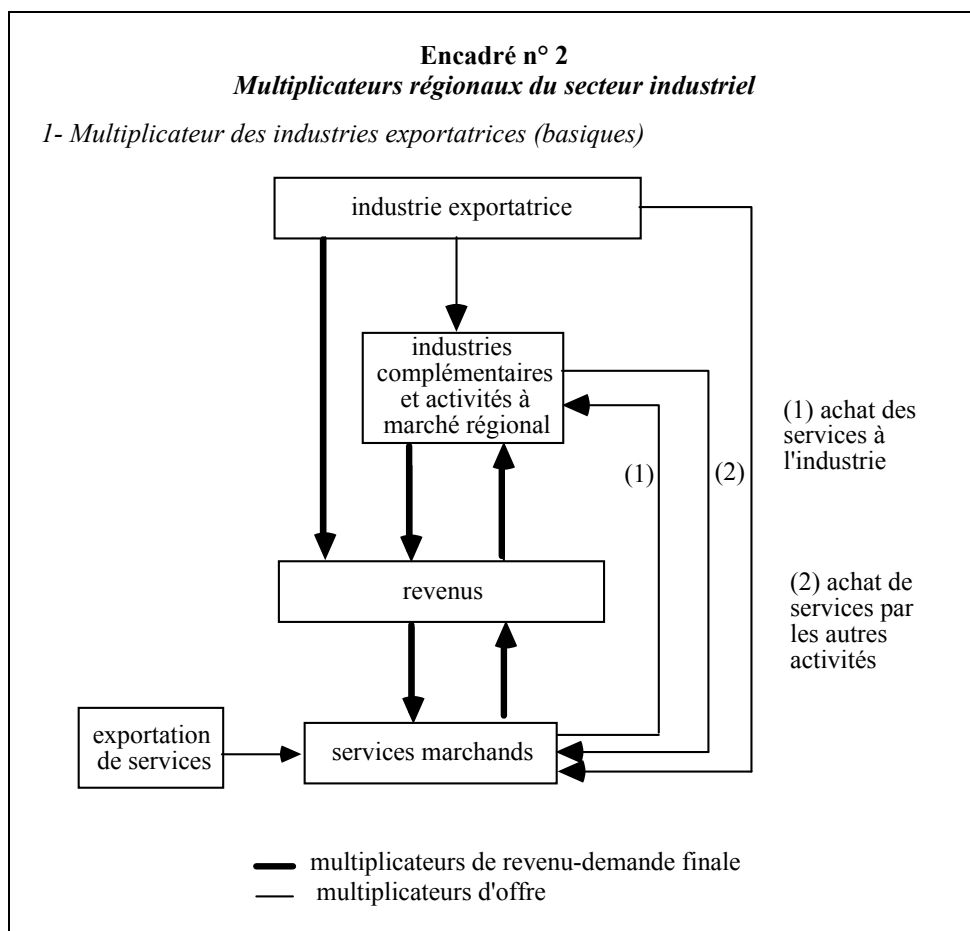 Encadré n° 2
Multiplicateurs régionaux du secteur industriel
1- Multiplicateur des industries exportatrices (basiques)
industrie exportatrice
industries
complémentaires
et activités à
marché régional
(1) achat des
services à
l'industrie
(1)
(2)
revenus
(2) achat de
services par
les autres
activités
exportation
de services
services marchands
multiplicateurs de revenu-demande finale
multiplicateurs d'offre